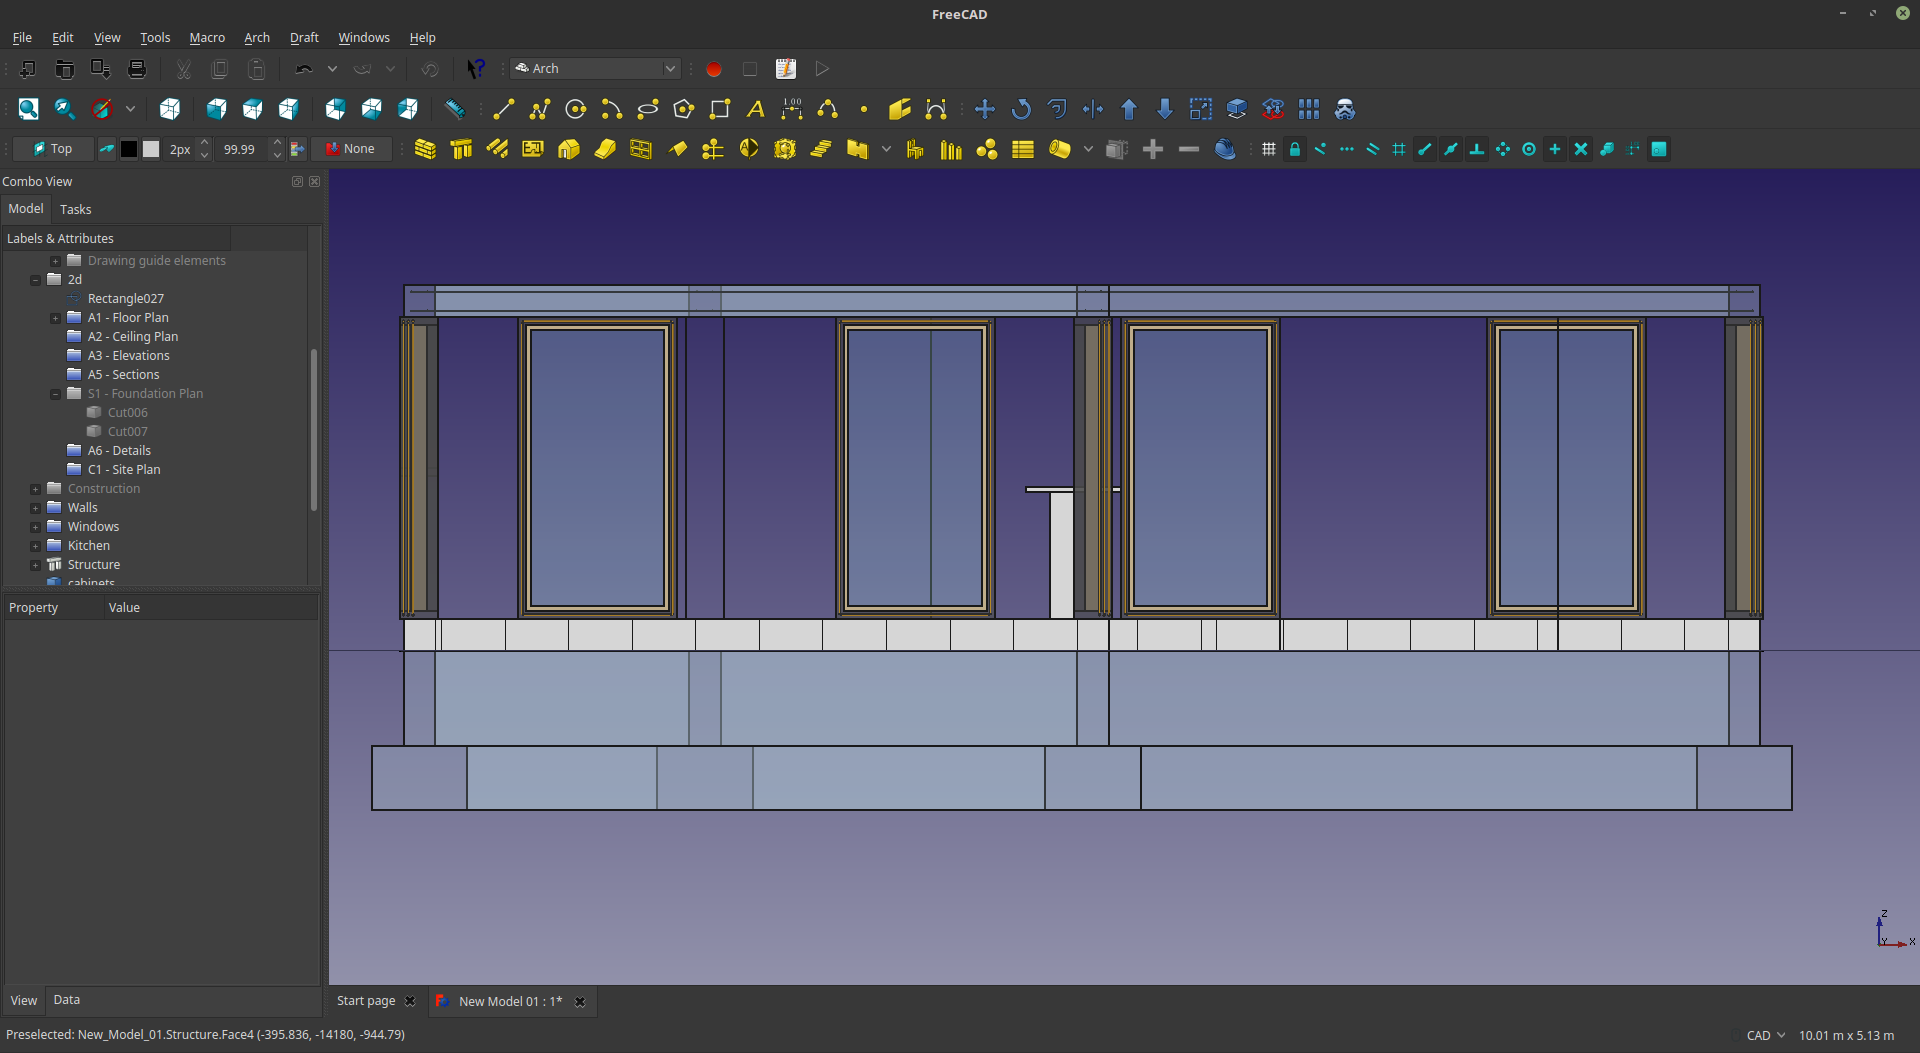 FreeCAD
File Edit View Tools Macro Arch Draft Windows Help
Arch
A 1.00
Top 2px 99.99 None
Combo View
Model Tasks
Labels & Attributes
Drawing guide elements
2d
Rectangle027
A1 - Floor Plan
A2 - Ceiling Plan
A3 - Elevations
A5 - Sections
S1 - Foundation Plan
Cut006
Cut007
A6 - Details
C1 - Site Plan
Construction
Walls
Windows
Kitchen
Structure
cabinets
Property Value
Z
Y X
View Data
Start page New Model 01 : 1*
Preselected: New_Model_01.Structure.Face4 (-395.836, -14180, -944.79)
CAD 10.01 m x 5.13 m